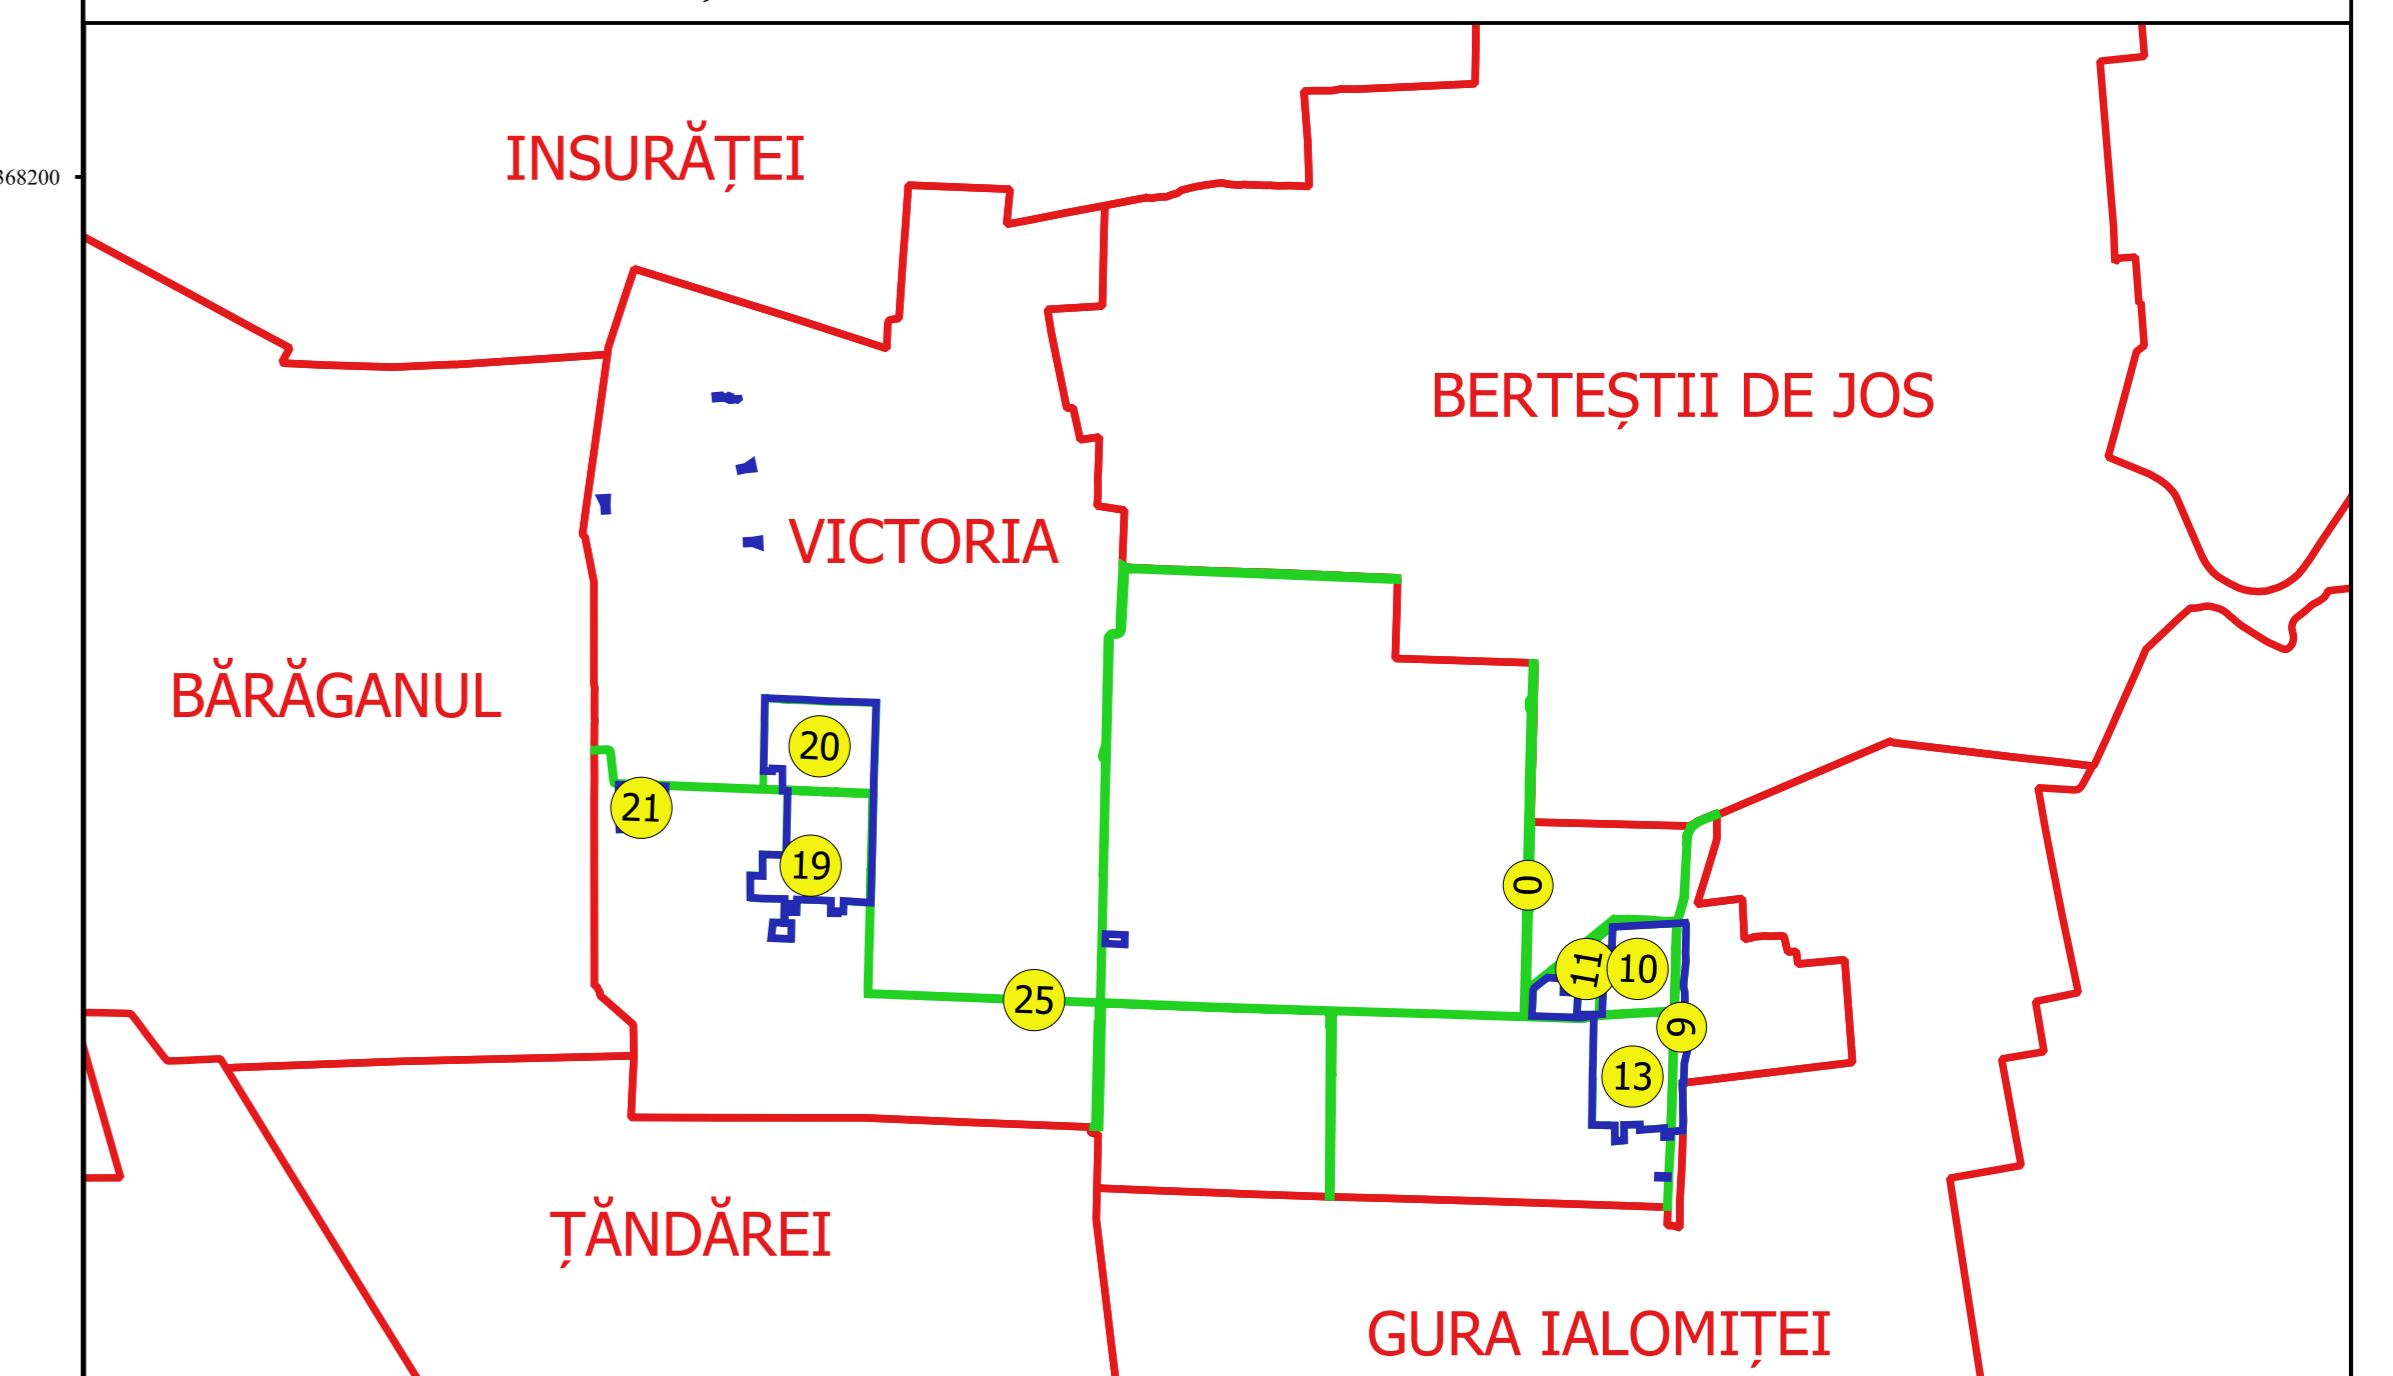 INSURĂȚEI
368200
BERTEȘTII DE JOS
VICTORIA
BĂRĂGANUL
20
21
19
0
11
10
25
9
13
ȚĂNDĂREI
GURA IALOMIȚEI